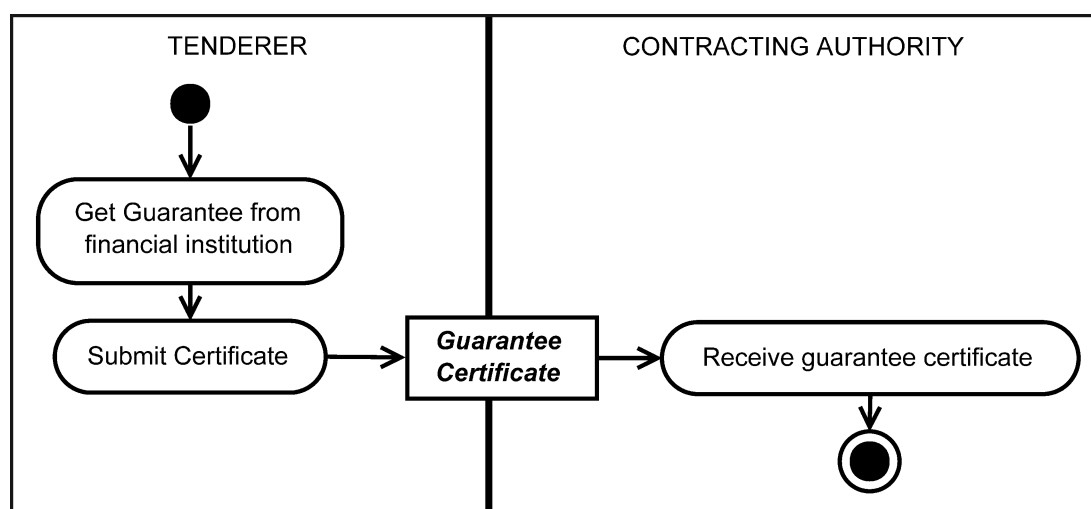 TENDERER
CONTRACTING AUTHORITY
Get Guarantee from
financial institution
Submit Certificate
Guarantee
Certificate
Receive guarantee certificate